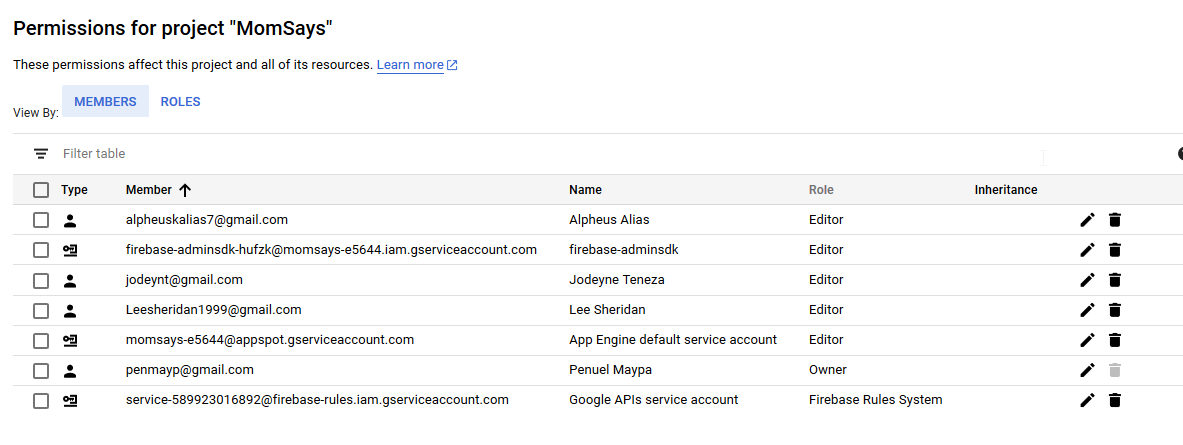 Permissions for project "MomSays"
These permissions affect this project and all of its resources. Learn more
View By: MEMBERS ROLES
Filter table
Type Member Name Role Inheritance
alpheuskalias7@gmail.com Alpheus Alias Editor
firebase-adminsdk-hufzk@momsays-e5644.iam.gserviceaccount.com firebase-adminsdk Editor
jodeynt@gmail.com Jodeyne Teneza Editor
Leesheridan1999@gmail.com Lee Sheridan Editor
momsays-e5644@appspot.gserviceaccount.com App Engine default service account Editor
penmayp@gmail.com Penuel Maypa Owner
service-589923016892@firebase-rules.iam.gserviceaccount.com Google APIs service account Firebase Rules System